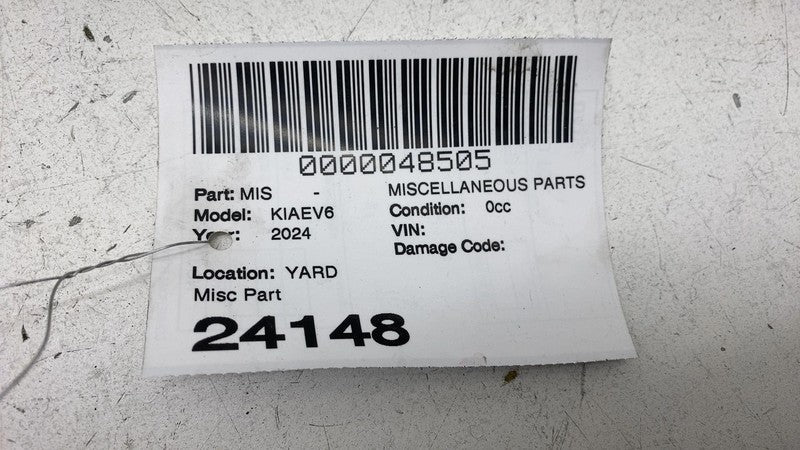 0000048505
Part: MIS - MISCELLANEOUS PARTS
Model: KIAEV6 Condition: 0cc
Year: 2024 VIN:
Damage Code:
Location: YARD
Misc Part
24148